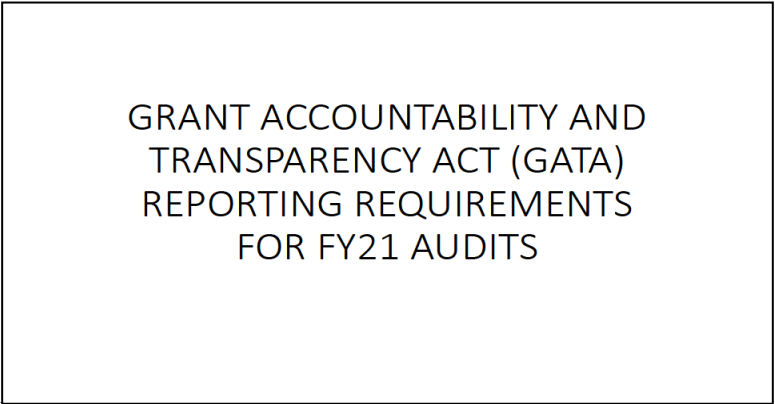 GRANT ACCOUNTABILITY AND
TRANSPARENCY ACT (GATA)
REPORTING REQUIREMENTS
FOR FY21 AUDITS